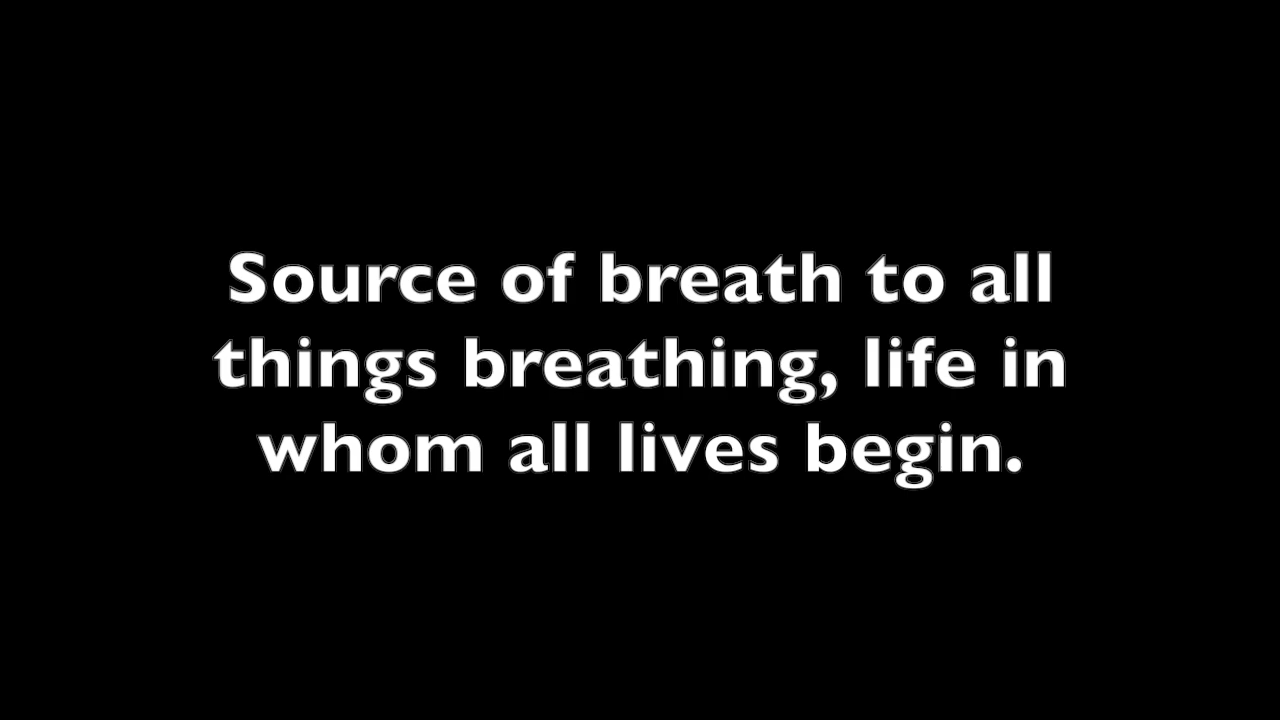 Source of breath to all
things breathing, life in
whom all lives begin.